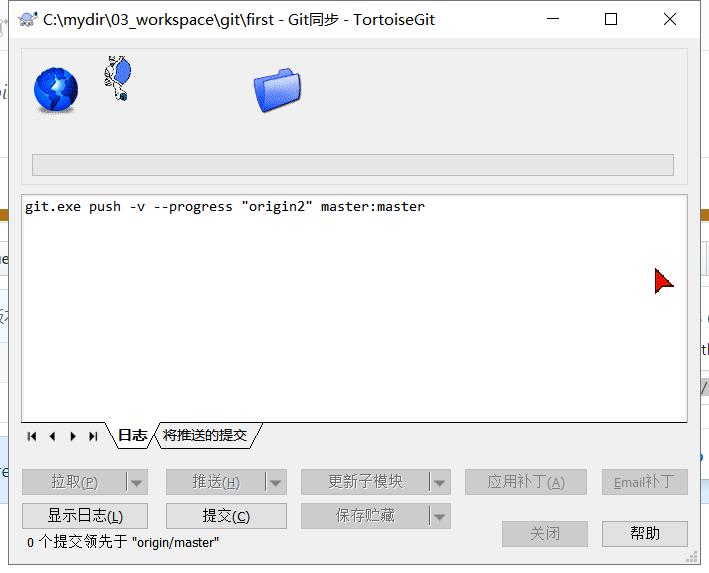 C:\mydir\03_workspace\git\first - Git同步 - TortoiseGit
git.exe push -v --progress "origin2" master:master
日志 将推送的提交
拉取(P) 推送(H) 更新子模块 应用补丁(A) Email补丁
显示日志(L) 提交(C) 保存贮藏 关闭 帮助
0 个提交领先于 "origin/master"